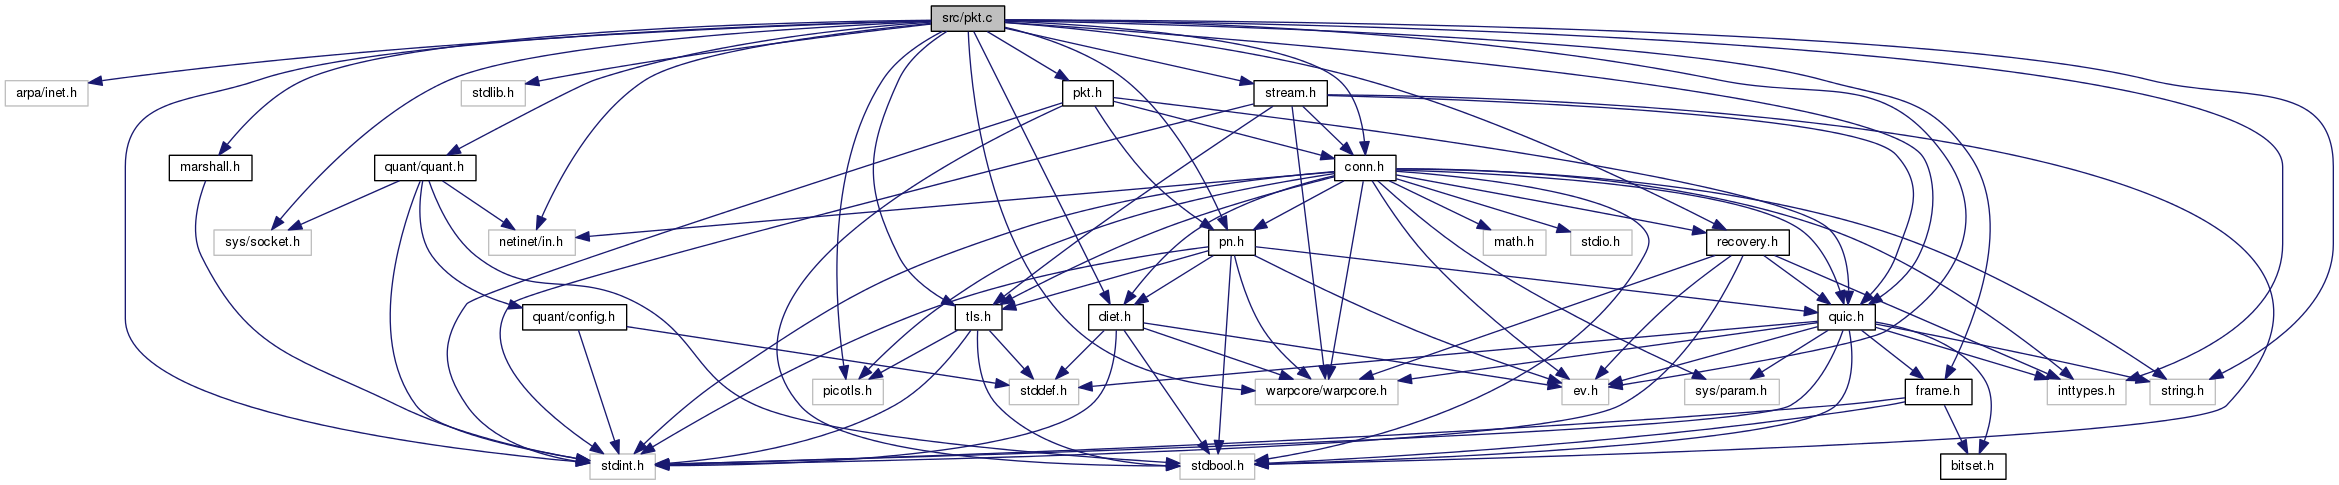 src/pkt.c
arpa/inet.h
stdlib.h
pkt.h
stream.h
marshall.h
quant/quant.h
conn.h
sys/socket.h
netinet/in.h
pn.h
math.h
stdio.h
recovery.h
quant/config.h
tls.h
diet.h
quic.h
picotls.h
stddef.h
warpcore/warpcore.h
ev.h
sys/param.h
frame.h
inttypes.h
string.h
stdint.h
stdbool.h
bitset.h